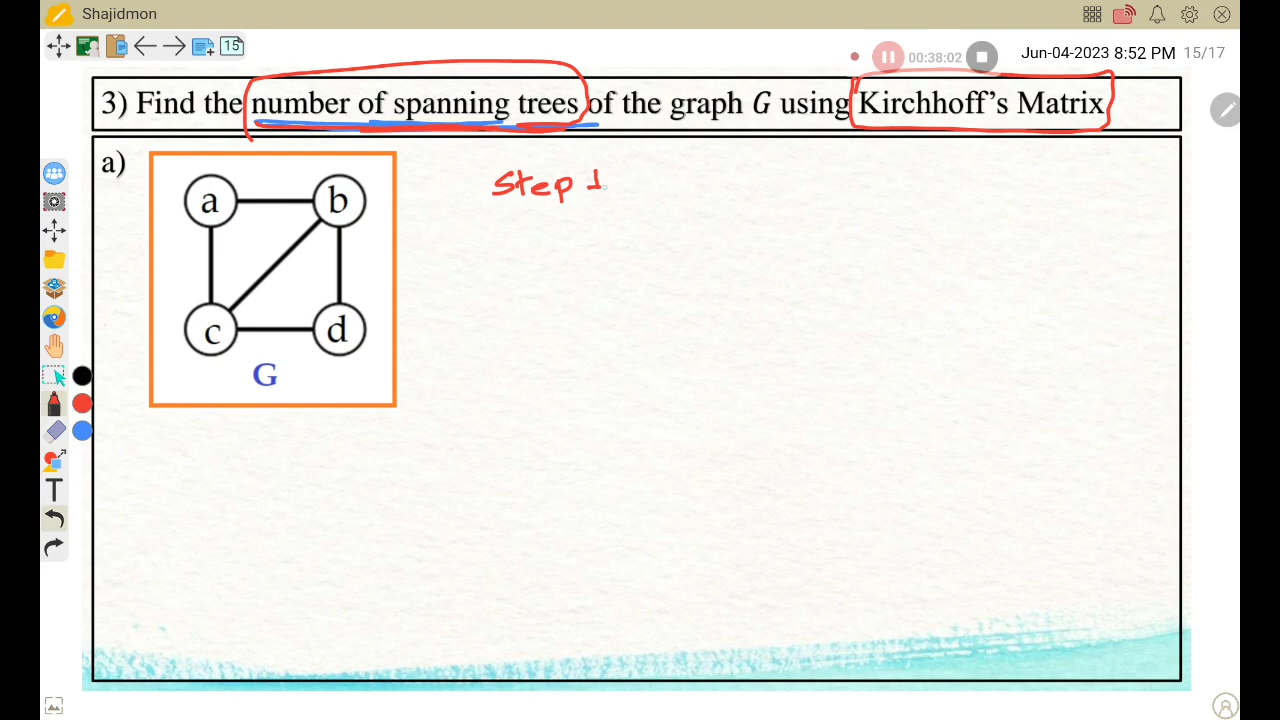 Shajidmon
15
00:38:02
Jun-04-2023 8:52 PM 15/17
3) Find the number of spanning trees of the graph G using Kirchhoff's Matrix
a)
a b
c d
G
Step 1
T